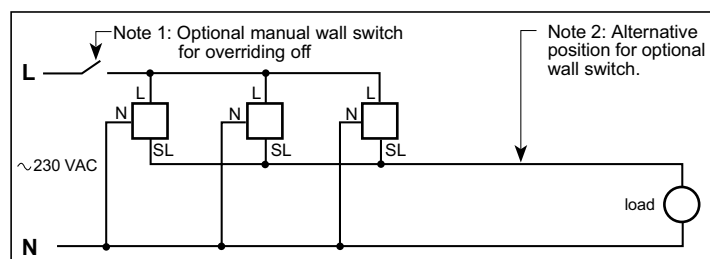 Note 1: Optional manual wall switch
for overriding off
Note 2: Alternative
position for optional
wall switch.
L
L
L
L
N
N
N
SL
SL
SL
~230 VAC
load
N